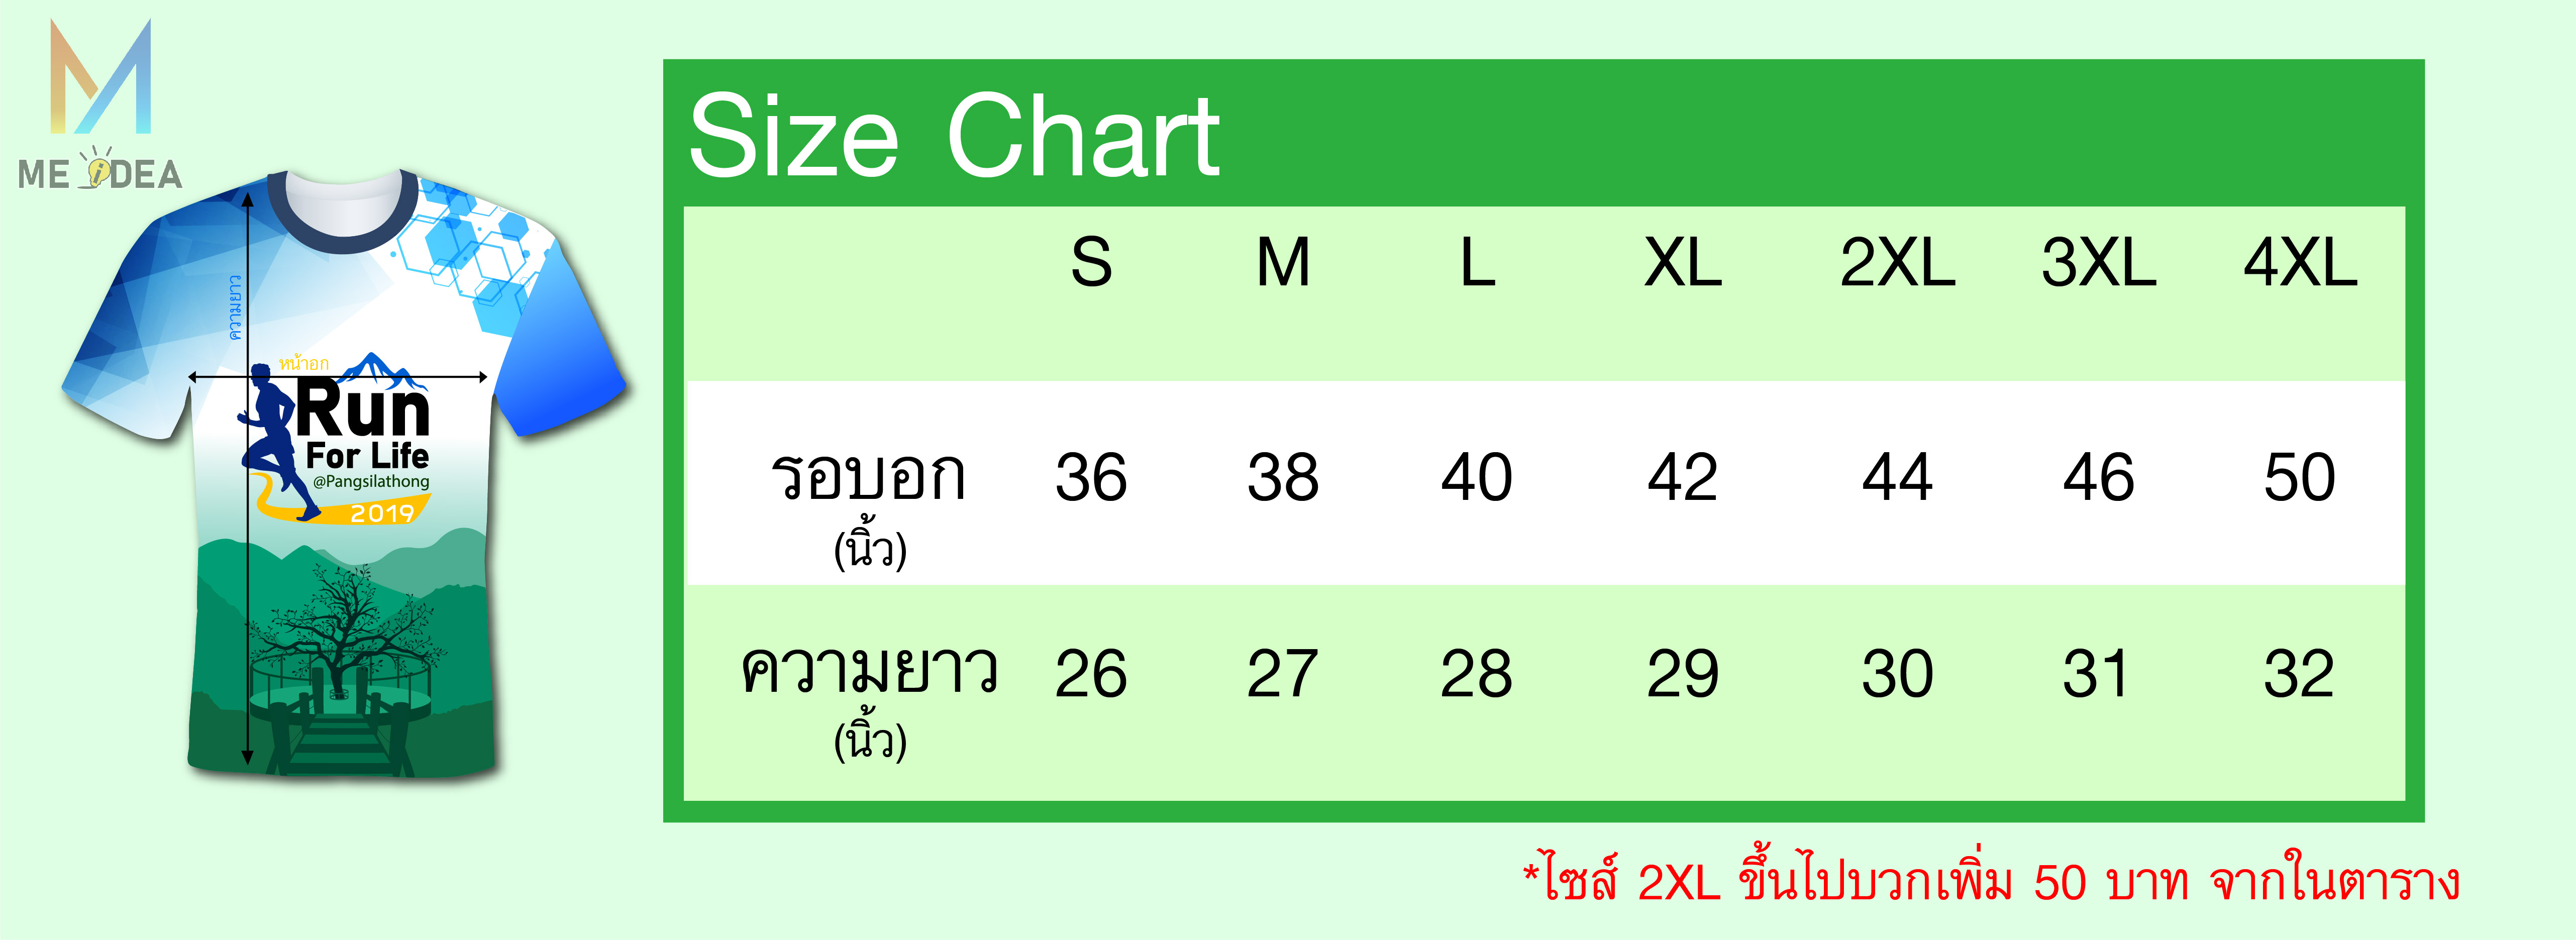 ME iDEA
ความยาว
หน้าอก
Run
For Life
@Pangsilathong
2019
Size Chart
S M L XL 2XL 3XL 4XL
รอบอก 36 38 40 42 44 46 50
(นิ้ว)
ความยาว 26 27 28 29 30 31 32
(นิ้ว)
*ไซส์ 2XL ขึ้นไปบวกเพิ่ม 50 บาท จากในตาราง